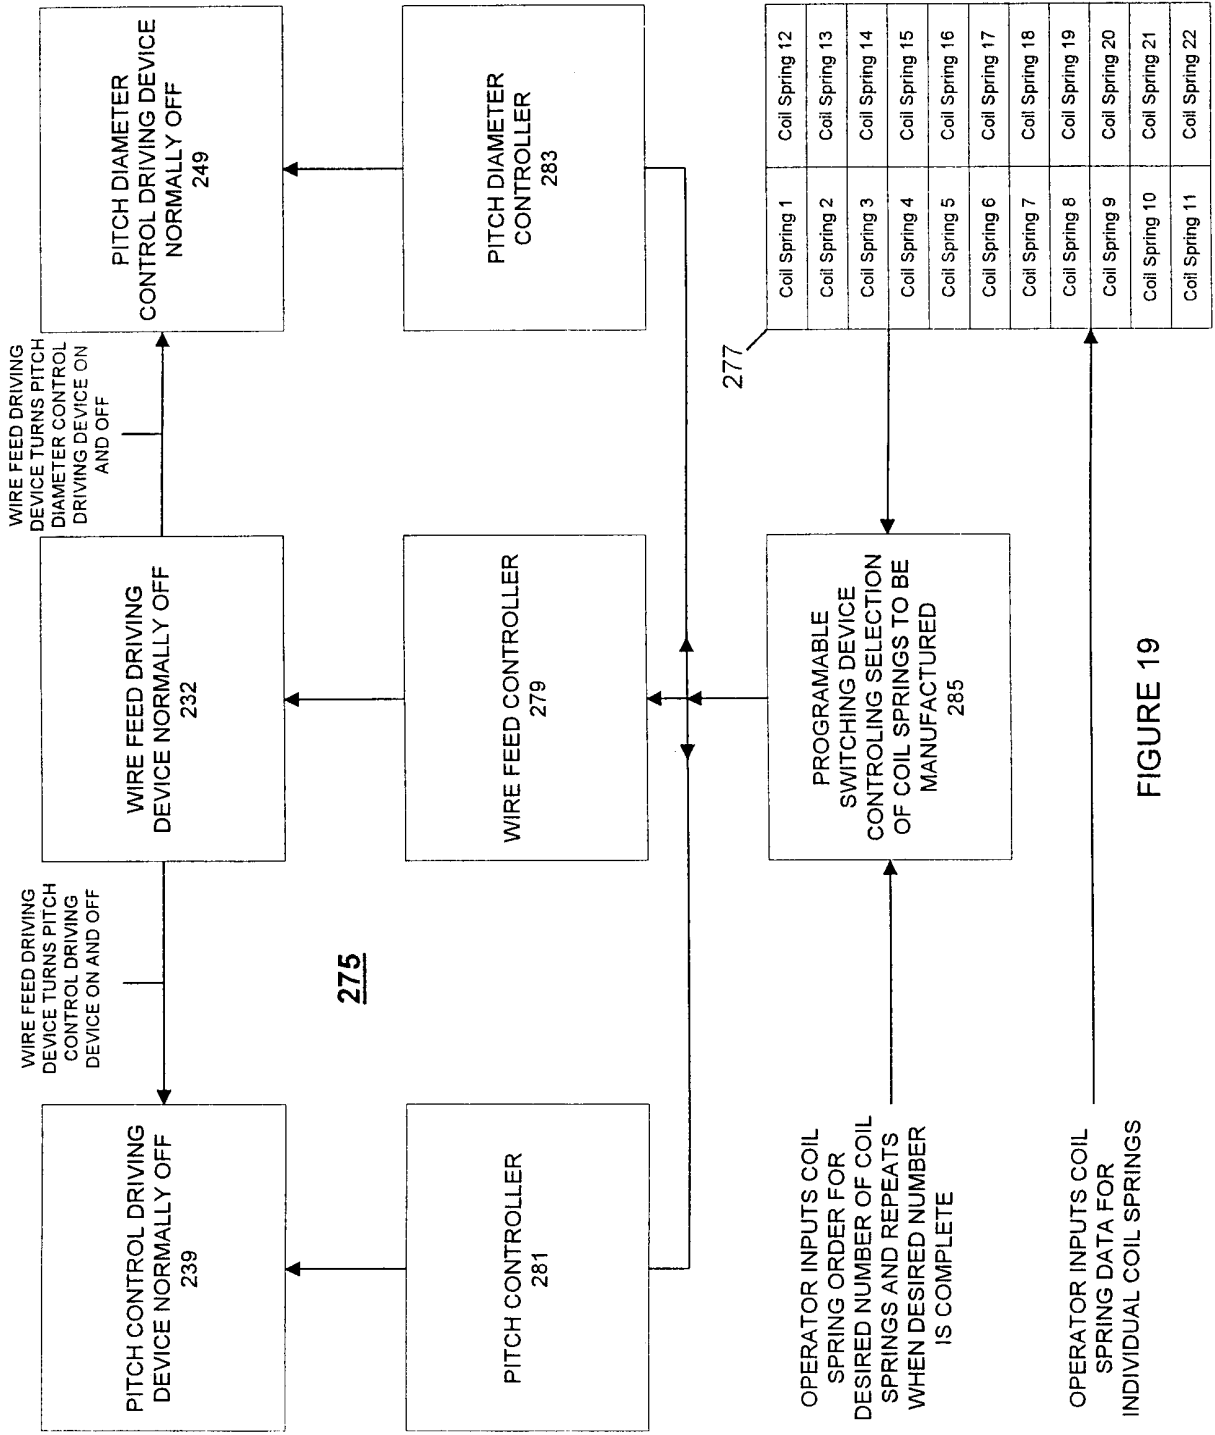 PITCH CONTROL DRIVING
DEVICE NORMALLY OFF
239
WIRE FEED DRIVING
DEVICE TURNS PITCH
CONTROL DRIVING
DEVICE ON AND OFF
WIRE FEED DRIVING
DEVICE NORMALLY OFF
232
WIRE FEED DRIVING
DEVICE TURNS PITCH
DIAMETER CONTROL
DRIVING DEVICE ON
AND OFF
PITCH DIAMETER
CONTROL DRIVING DEVICE
NORMALLY OFF
249
275
PITCH CONTROLLER
281
WIRE FEED CONTROLLER
279
PITCH DIAMETER
CONTROLLER
283
OPERATOR INPUTS COIL
SPRING ORDER FOR
DESIRED NUMBER OF COIL
SPRINGS AND REPEATS
WHEN DESIRED NUMBER
IS COMPLETE
PROGRAMABLE
SWITCHING DEVICE
CONTROLING SELECTION
OF COIL SPRINGS TO BE
MANUFACTURED
285
277
Coil Spring 1 Coil Spring 12
Coil Spring 2 Coil Spring 13
Coil Spring 3 Coil Spring 14
Coil Spring 4 Coil Spring 15
Coil Spring 5 Coil Spring 16
Coil Spring 6 Coil Spring 17
Coil Spring 7 Coil Spring 18
Coil Spring 8 Coil Spring 19
Coil Spring 9 Coil Spring 20
Coil Spring 10 Coil Spring 21
Coil Spring 11 Coil Spring 22
OPERATOR INPUTS COIL
SPRING DATA FOR
INDIVIDUAL COIL SPRINGS
FIGURE 19